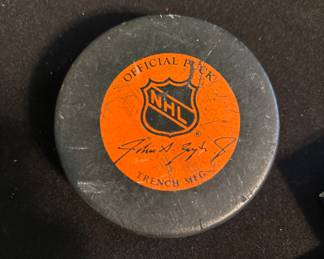 OFFICIAL PUCK
NHL
®
TRENCH MFG.